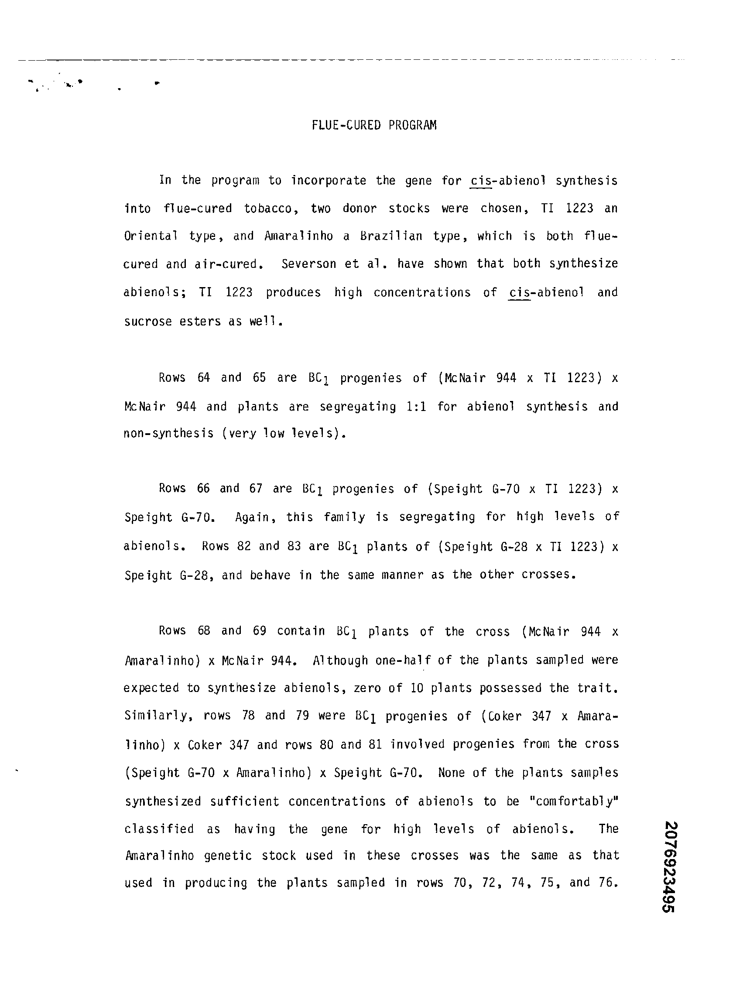 FLUE-CURED PROGRAM
In the program to incorporate the gene for cis-abienol synthesis
into flue-cured tobacco, two donor stocks were chosen, TI 1223 an
Oriental type, and Amaralinho a Brazilian type, which is both flue-
cured and air-cured. Severson et al. have shown that both synthesize
abienols; TI 1223 produces high concentrations of cis-abienol and
sucrose esters as well.
Rows 64 and 65 are BC1 progenies of (McNair 944 x TI 1223) x
McNair 944 and plants are segregating 1:1 for abienol synthesis and
non-synthesis (very low levels).
Rows 66 and 67 are BC1 progenies of (Speight G-70 x TI 1223) x
Speight G-70. Again, this family is segregating for high levels of
abienols. Rows 82 and 83 are BC1 plants of (Speight G-28 x TI 1223) x
Speight G-28, and behave in the same manner as the other crosses.
Rows 68 and 69 contain BC1 plants of the cross (McNair 944 x
Amaralinho) x McNair 944. Although one-half of the plants sampled were
expected to synthesize abienols, zero of 10 plants possessed the trait.
Similarly, rows 78 and 79 were BC1 progenies of (Coker 347 x Amara-
linho) x Coker 347 and rows 80 and 81 involved progenies from the cross
(Speight G-70 x Amaralinho) x Speight G-70. None of the plants samples
synthesized sufficient concentrations of abienols to be "comfortably"
classified as having the gene for high levels of abienols. The
Amaralinho genetic stock used in these crosses was the same as that
used in producing the plants sampled in rows 70, 72, 74, 75, and 76.
2076923495